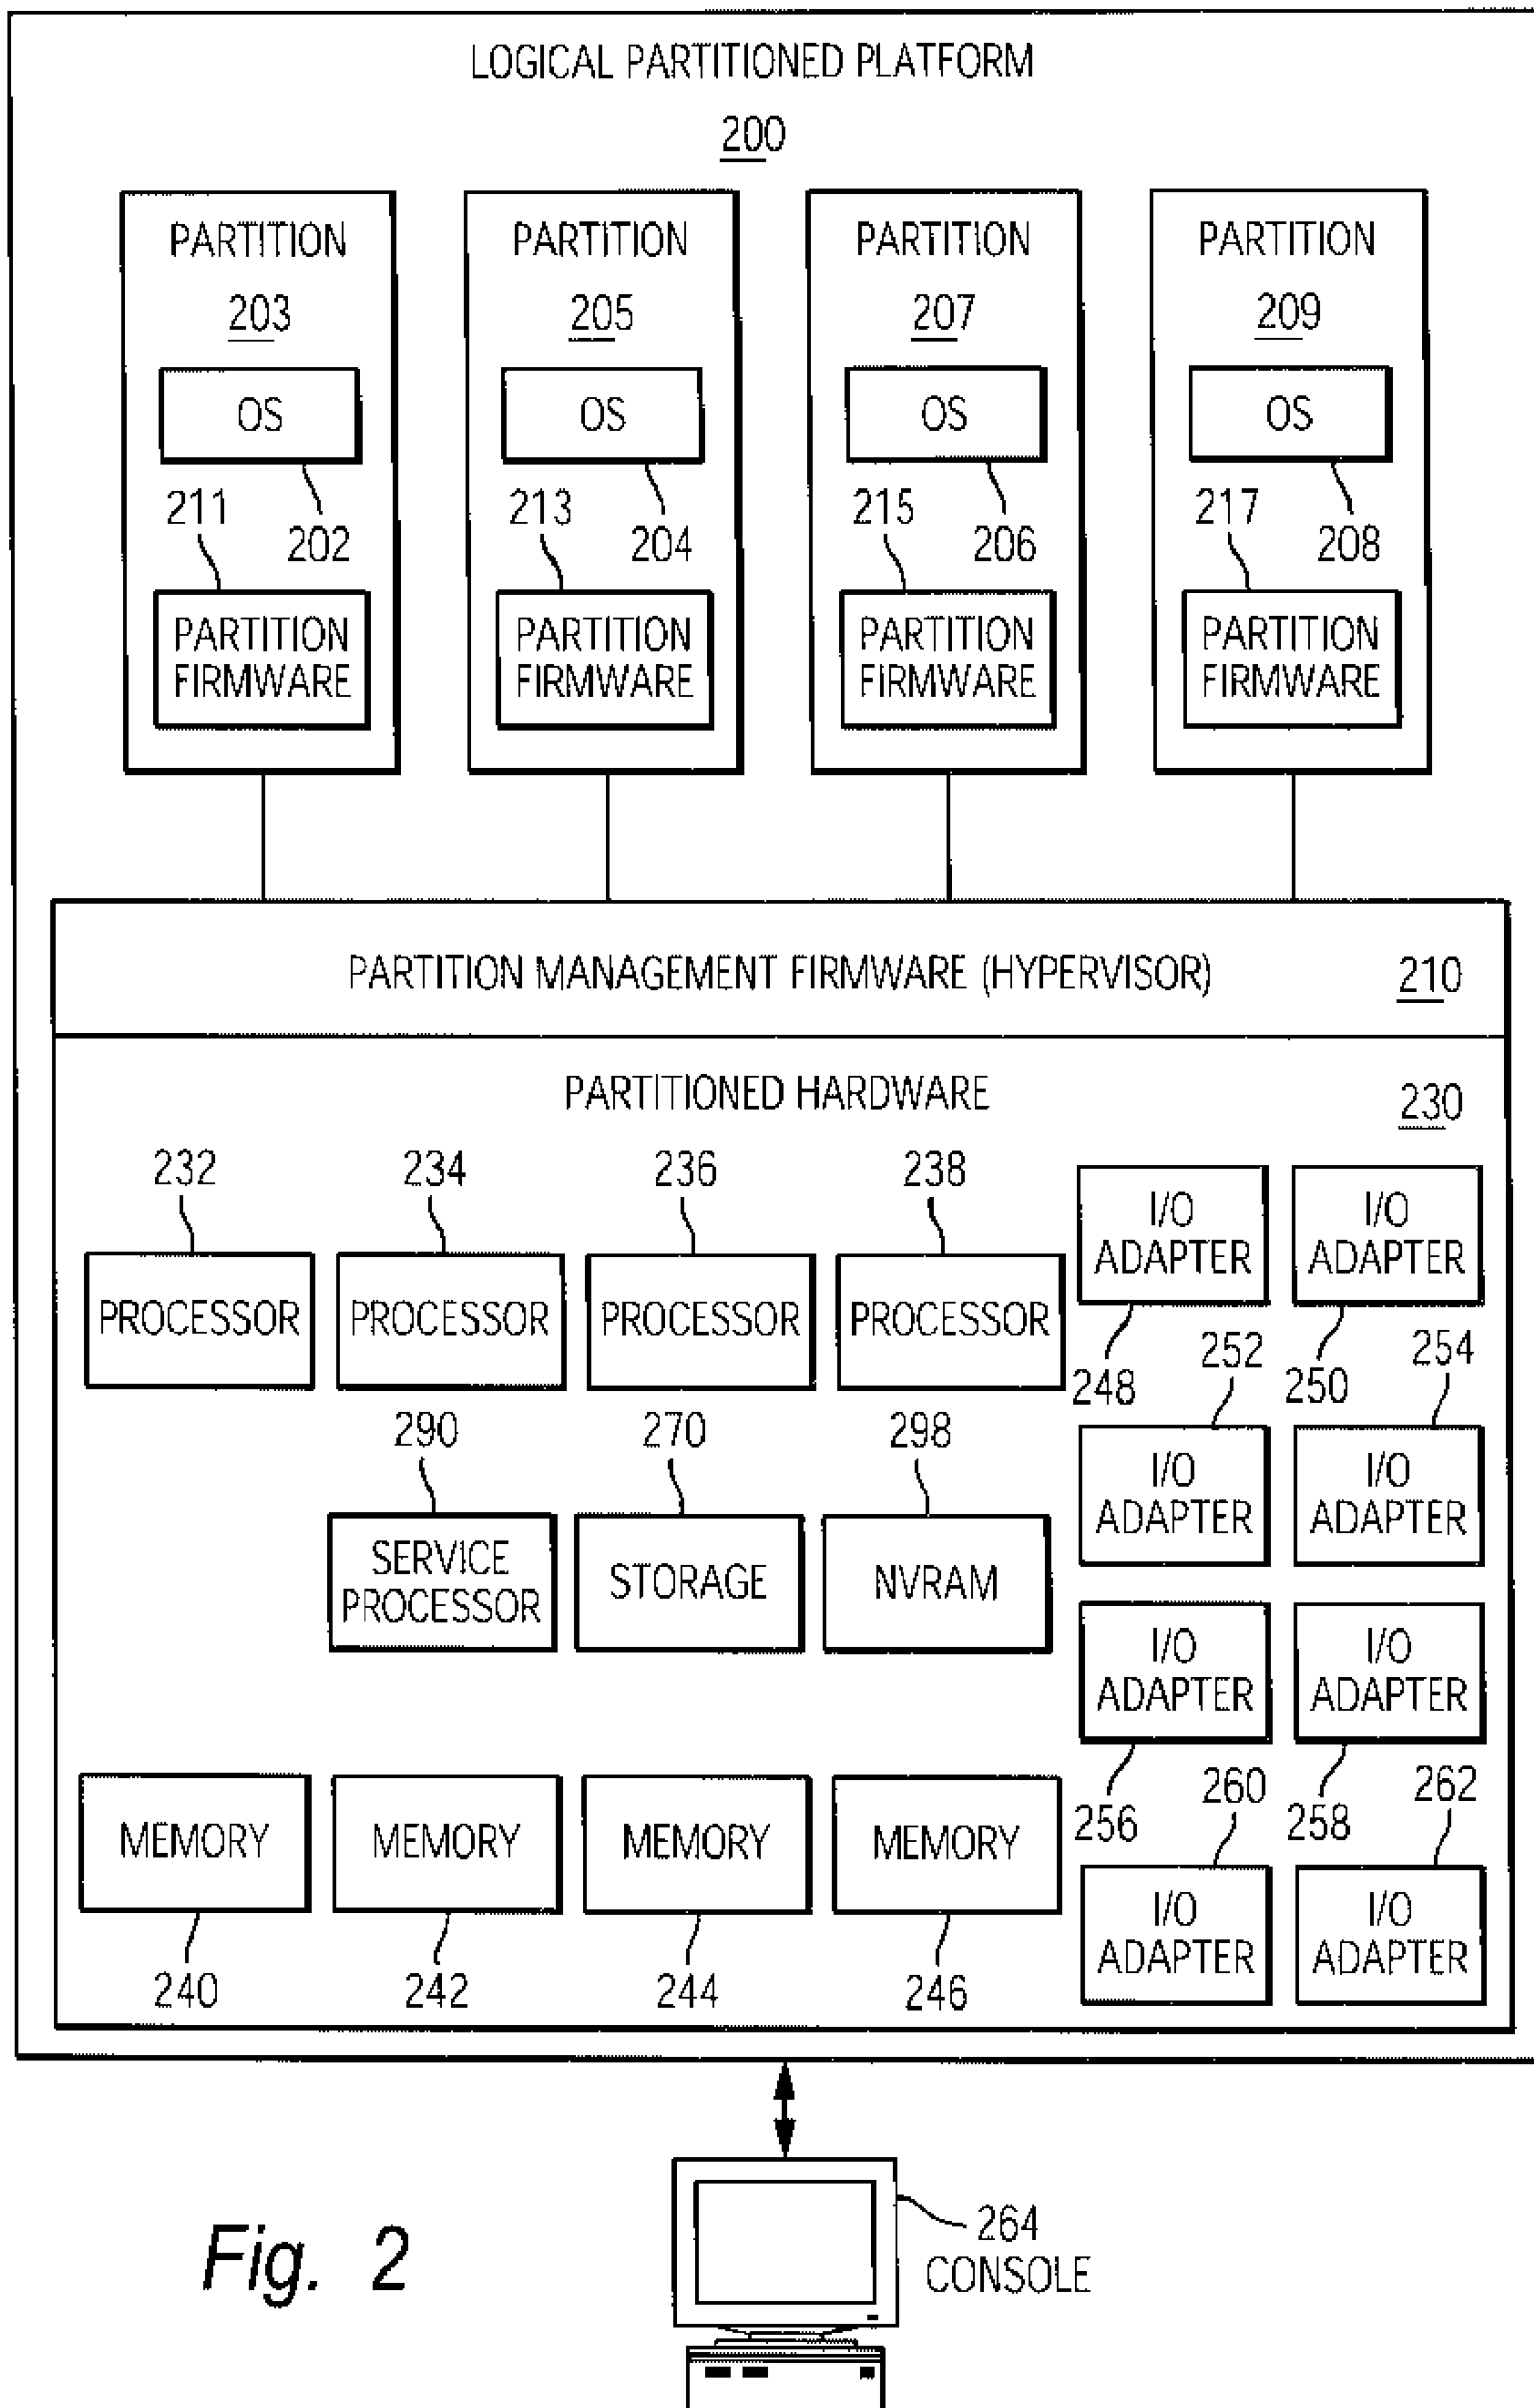 LOGICAL PARTITIONED PLATFORM
200
PARTITION
203
OS
202
211
PARTITION
FIRMWARE
PARTITION
205
OS
204
213
PARTITION
FIRMWARE
PARTITION
207
OS
206
215
PARTITION
FIRMWARE
PARTITION
209
OS
208
217
PARTITION
FIRMWARE
PARTITION MANAGEMENT FIRMWARE (HYPERVISOR) 210
PARTITIONED HARDWARE
230
232
PROCESSOR
234
PROCESSOR
236
PROCESSOR
238
PROCESSOR
I/O
ADAPTER
248
I/O
ADAPTER
250
290
SERVICE
PROCESSOR
270
STORAGE
298
NVRAM
252
I/O
ADAPTER
254
I/O
ADAPTER
I/O
ADAPTER
256
I/O
ADAPTER
258
MEMORY
240
MEMORY
242
MEMORY
244
MEMORY
246
260
I/O
ADAPTER
262
I/O
ADAPTER
264
CONSOLE
Fig. 2